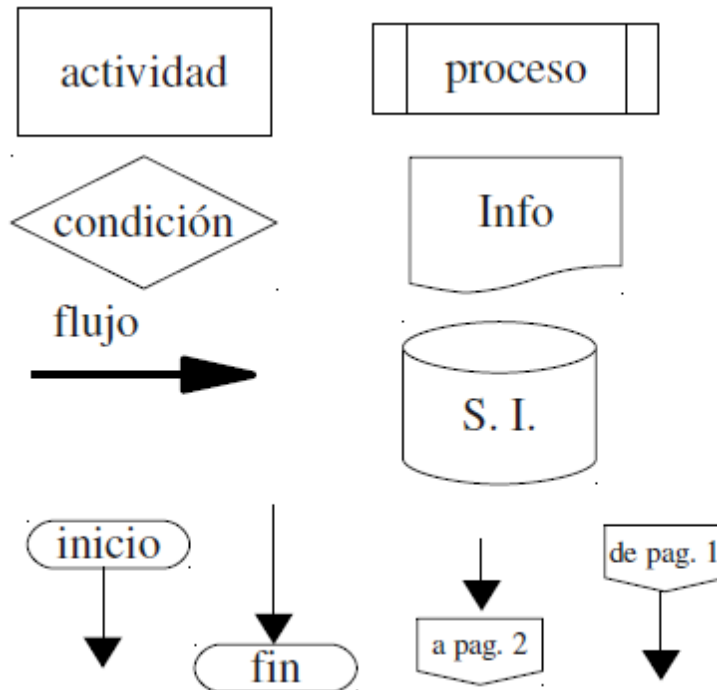 actividad
proceso
condición
Info
flujo
S. I.
inicio
fin
a pag. 2
de pag. 1